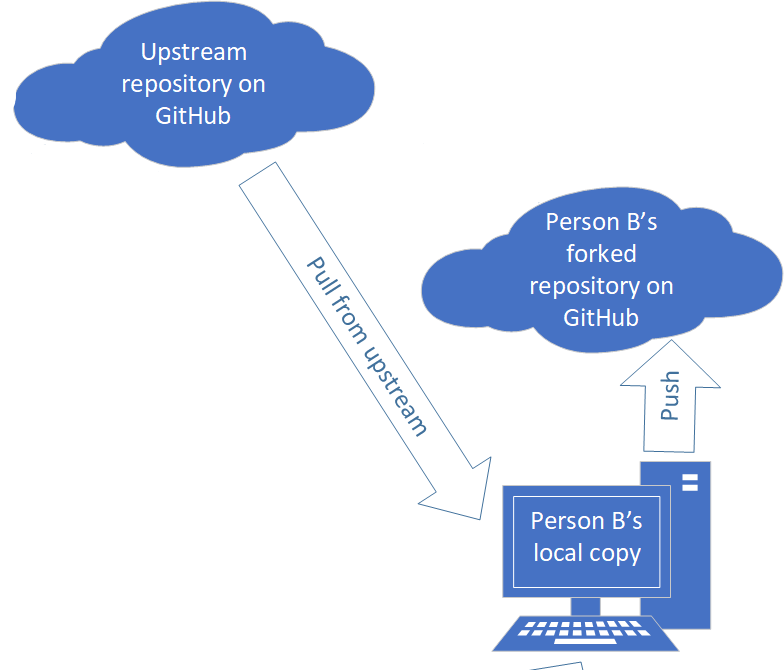 Upstream
repository on
GitHub
Person B’s
forked
repository on
GitHub
Pull from upstream
Push
Person B’s
local copy